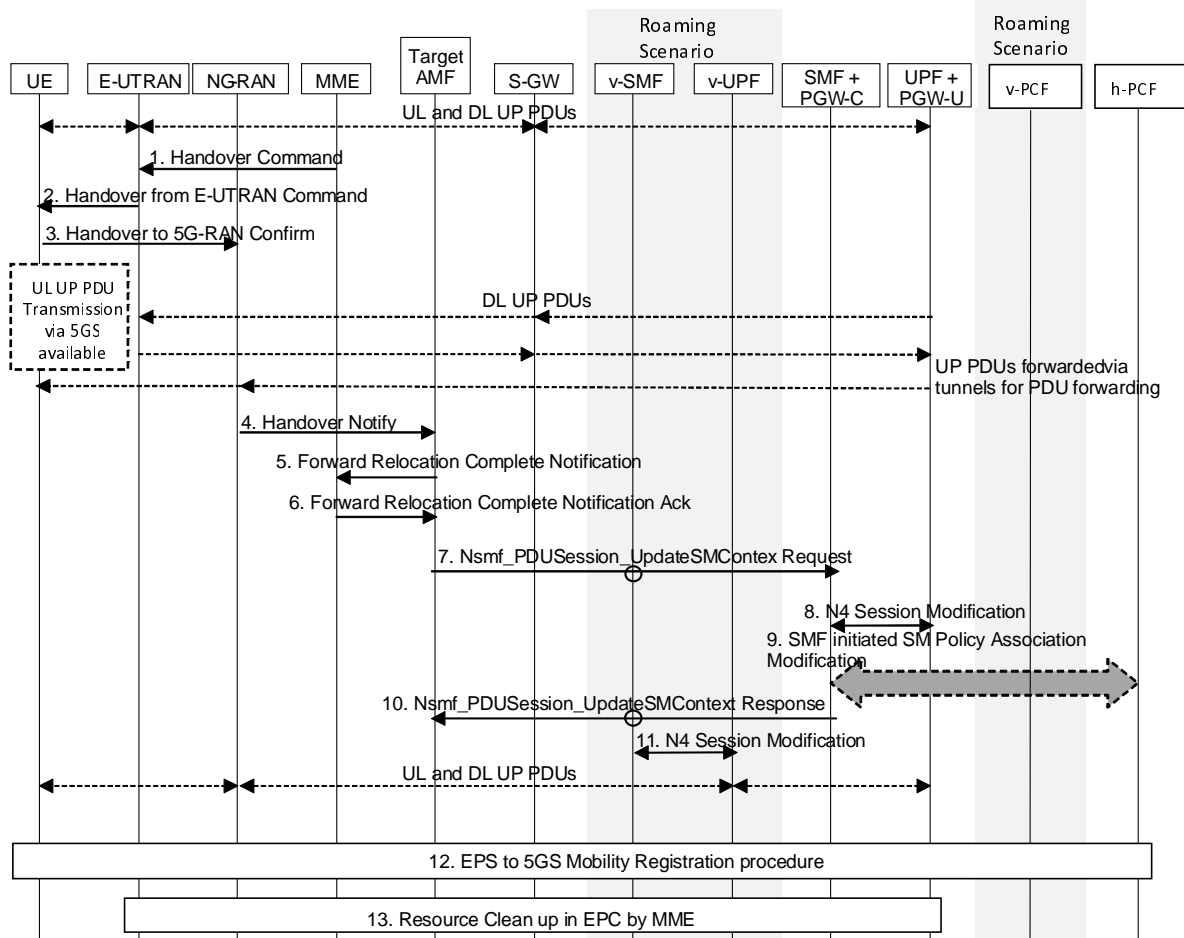 Roaming
Scenario
Roaming
Scenario
UE
E-UTRAN
NG-RAN
MME
Target
AMF
S-GW
v-SMF
v-UPF
SMF +
PGW-C
UPF +
PGW-U
v-PCF
h-PCF
UL and DL UP PDUs
1. Handover Command
2. Handover from E-UTRAN Command
3. Handover to 5G-RAN Confirm
UL UP PDU
Transmission
via 5GS
available
DL UP PDUs
UP PDUs forwardedvia
tunnels for PDU forwarding
4. Handover Notify
5. Forward Relocation Complete Notification
6. Forward Relocation Complete Notification Ack
7. Nsmf_PDUSession_UpdateSMContex Request
8. N4 Session Modification
9. SMF initiated SM Policy Association
Modification
10. Nsmf_PDUSession_UpdateSMContext Response
11. N4 Session Modification
UL and DL UP PDUs
12. EPS to 5GS Mobility Registration procedure
13. Resource Clean up in EPC by MME